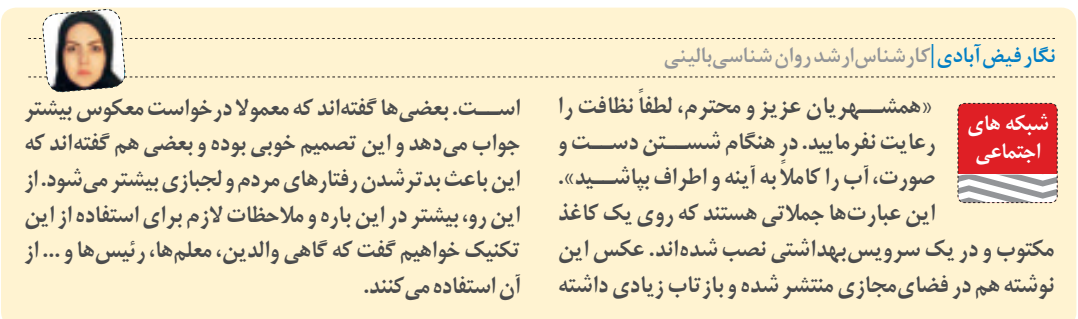 نگار فیض‌آبادی|کارشناس‌ارشد روان شناسی‌بالینی
شبکه های
اجتماعی
«همشهریان عزیز و محترم، لطفاً نظافت را
رعایت نفرمایید. در هنگام شستن دست و
صورت، آب را کاملاً به آینه و اطراف بپاشید».
این عبارت‌ها جملاتی هستند که روی یک کاغذ
مکتوب و در یک سرویس‌بهداشتی نصب شده‌اند. عکس این
نوشته هم در فضای‌مجازی منتشر شده و بازتاب زیادی داشته
است. بعضی‌ها گفته‌اند که معمولا درخواست معکوس بیشتر
جواب می‌دهد و این تصمیم خوبی بوده و بعضی هم گفته‌اند که
این باعث بدترشدن رفتارهای مردم و لجبازی بیشتر می‌شود. از
این رو، بیشتر در این باره و ملاحظات لازم برای استفاده از این
تکنیک خواهیم گفت که گاهی والدین، معلم‌ها، رئیس‌ها و ... از
آن استفاده می‌کنند.